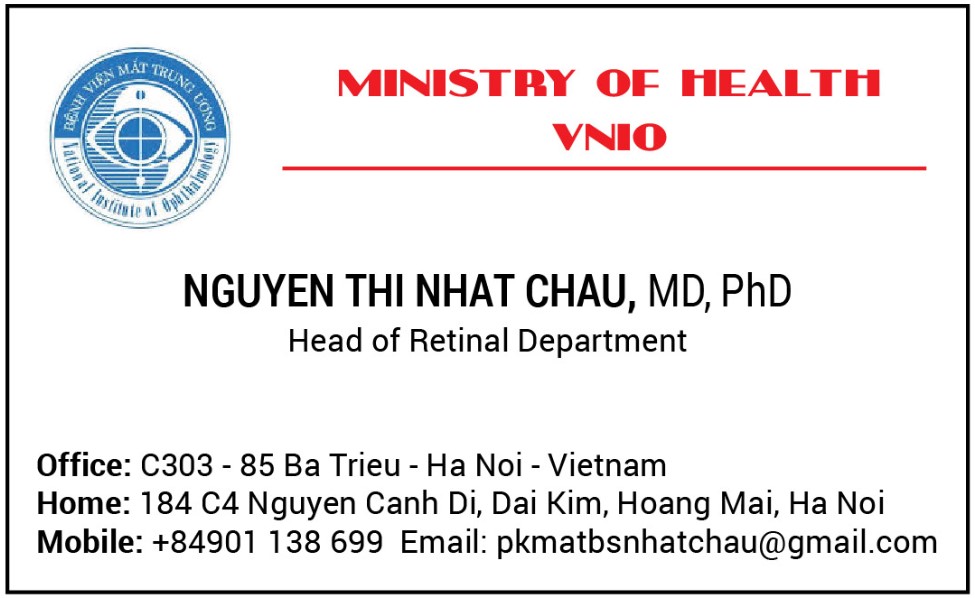 BỆNH VIỆN MẮT TRUNG ƯƠNG
National Institute of Ophthalmology
MINISTRY OF HEALTH
VNIO
NGUYEN THI NHAT CHAU, MD, PhD
Head of Retinal Department
Office: C303 - 85 Ba Trieu - Ha Noi - Vietnam
Home: 184 C4 Nguyen Canh Di, Dai Kim, Hoang Mai, Ha Noi
Mobile: +84901 138 699 Email: pkmatbsnhatchau@gmail.com